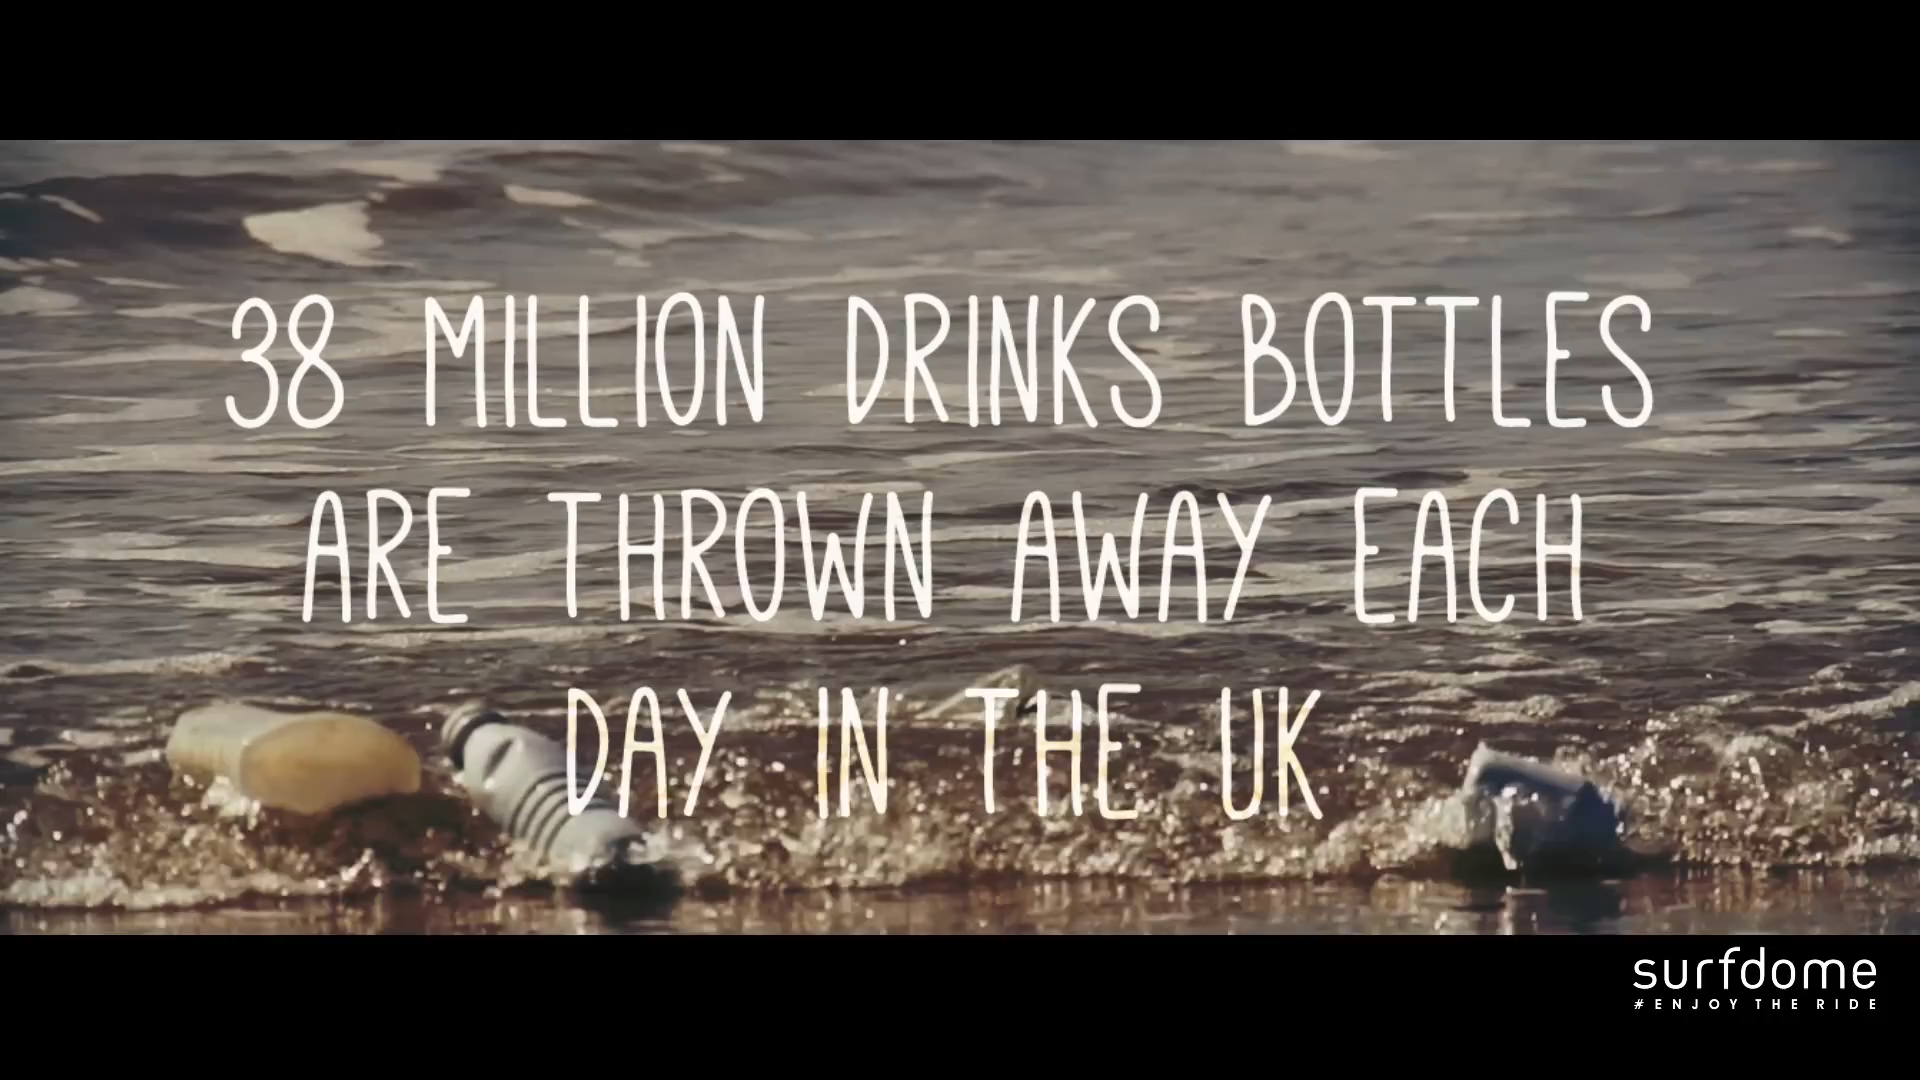 38 MILLION DRINKS BOTTLES
ARE THROWN AWAY EACH
DAY IN THE UK
surfdome
#ENJOY THE RIDE